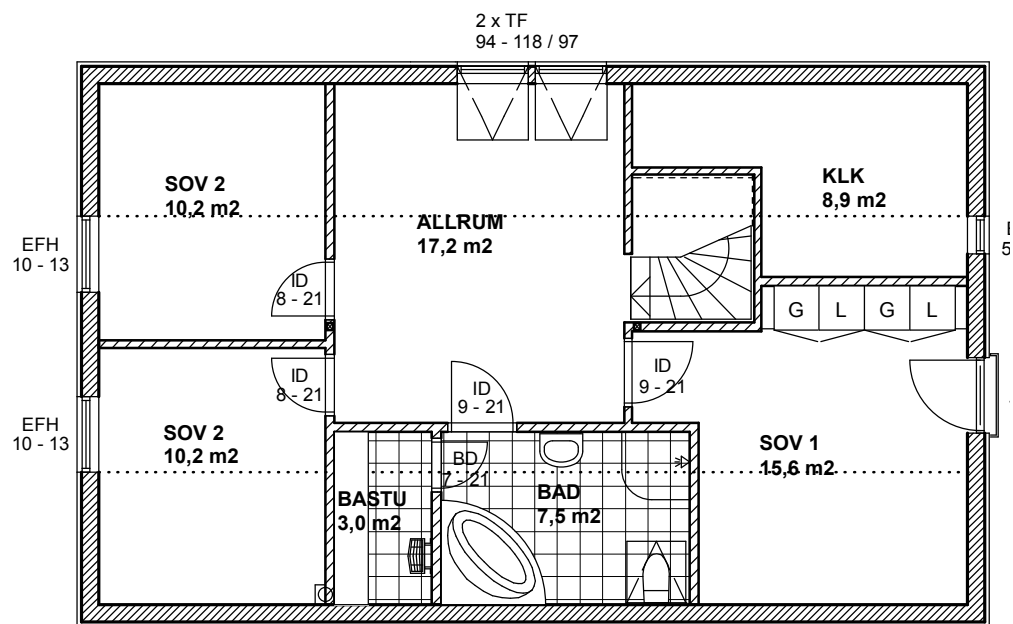 2 x TF
94 - 118 / 97
SOV 2
10,2 m2
KLK
8,9 m2
ALLRUM
17,2 m2
EFH
10 - 13
5
ID
8 - 21
G L G L
ID
8 - 21
ID
9 - 21
ID
9 - 21
EFH
10 - 13
SOV 2
10,2 m2
SOV 1
15,6 m2
BD
7 - 21
BASTU
3,0 m2
BAD
7,5 m2